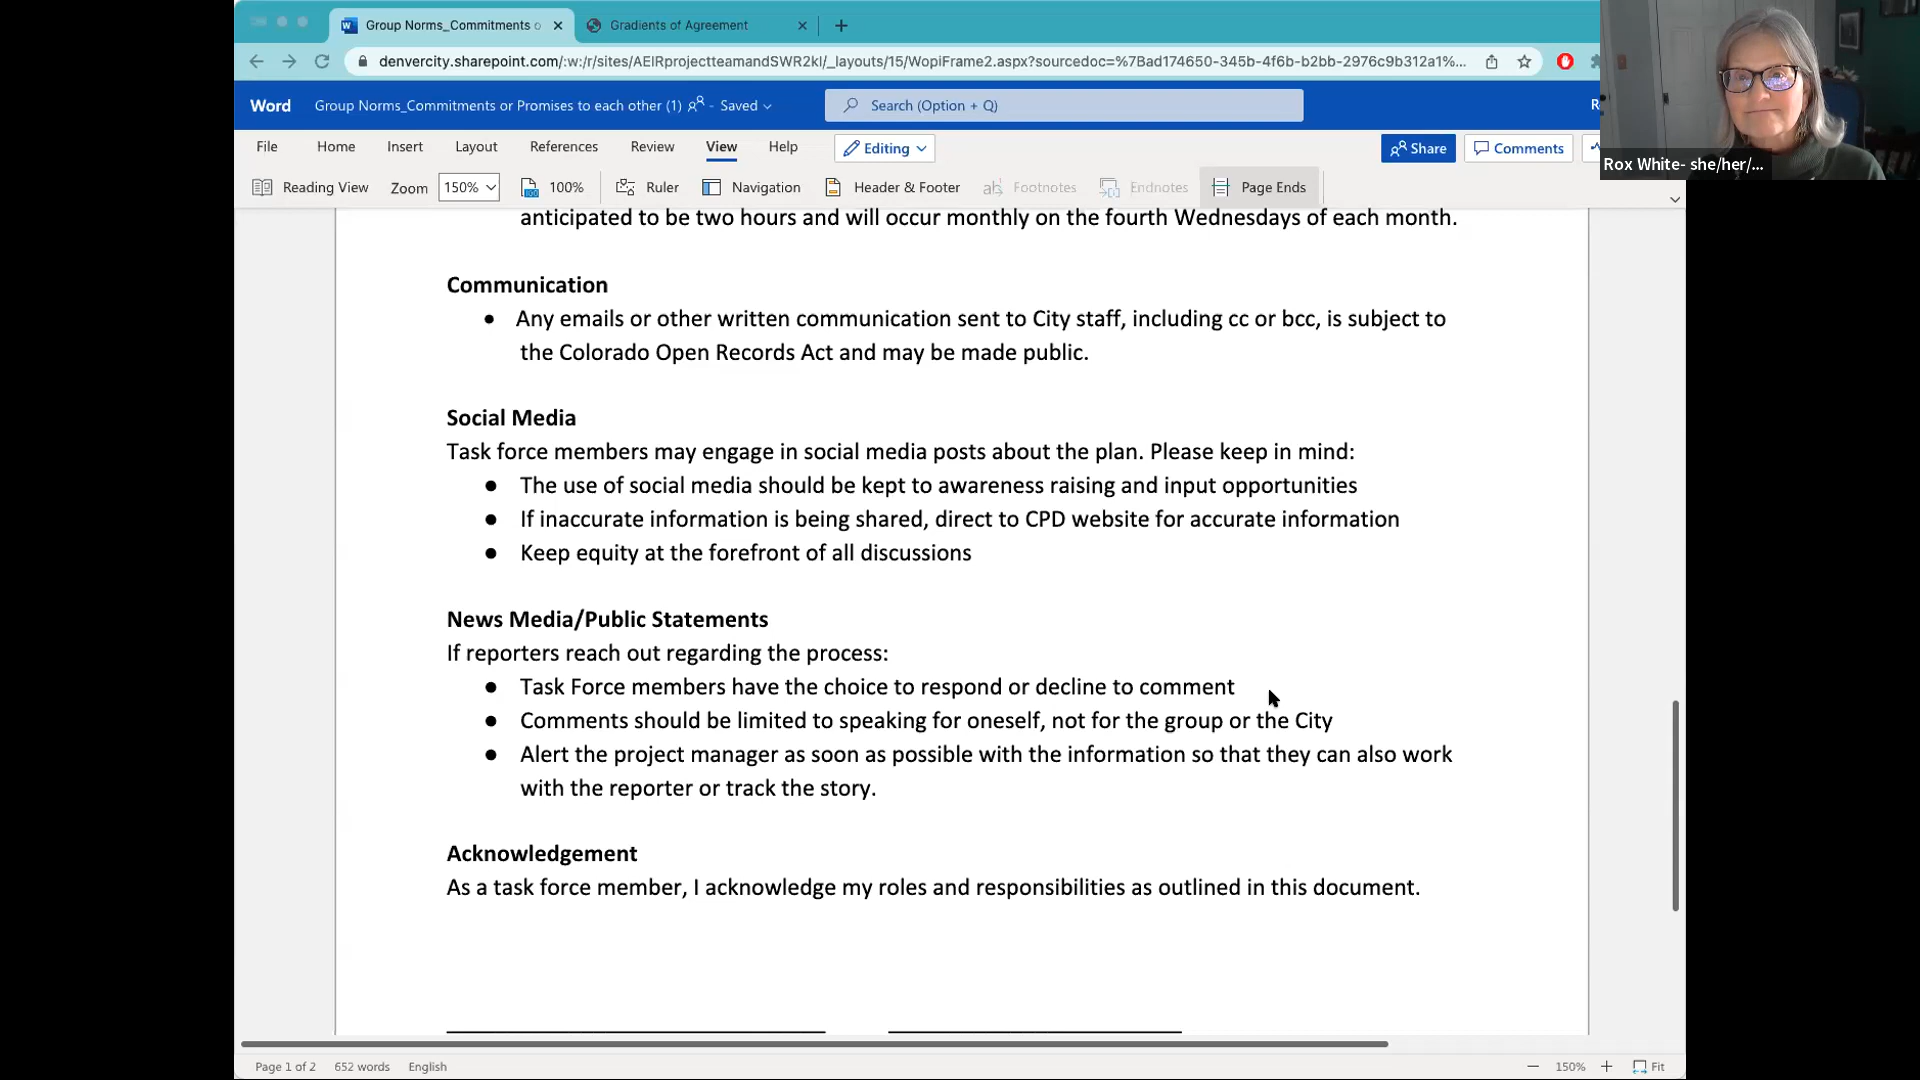 Group Norms_Commitments o
Gradients of Agreement
denvercity.sharepoint.com/:w:/r/sites/AEIRprojectteamandSWR2kl/_layouts/15/WopiFrame2.aspx?sourcedoc=%7Bad174650-345b-4f6b-b2bb-2976c9b312a1%...
Word Group Norms_Commitments or Promises to each other (1) - Saved Search (Option + Q) R
File Home Insert Layout References Review View Help Editing Share Comments
Rox White- she/her/...
Reading View Zoom 150% 100% Ruler Navigation Header & Footer Footnotes Endnotes Page Ends
anticipated to be two hours and will occur monthly on the fourth Wednesdays of each month.
Communication
● Any emails or other written communication sent to City staff, including cc or bcc, is subject to
the Colorado Open Records Act and may be made public.
Social Media
Task force members may engage in social media posts about the plan. Please keep in mind:
● The use of social media should be kept to awareness raising and input opportunities
● If inaccurate information is being shared, direct to CPD website for accurate information
● Keep equity at the forefront of all discussions
News Media/Public Statements
If reporters reach out regarding the process:
● Task Force members have the choice to respond or decline to comment
● Comments should be limited to speaking for oneself, not for the group or the City
● Alert the project manager as soon as possible with the information so that they can also work
with the reporter or track the story.
Acknowledgement
As a task force member, I acknowledge my roles and responsibilities as outlined in this document.
Page 1 of 2 652 words English 150% Fit